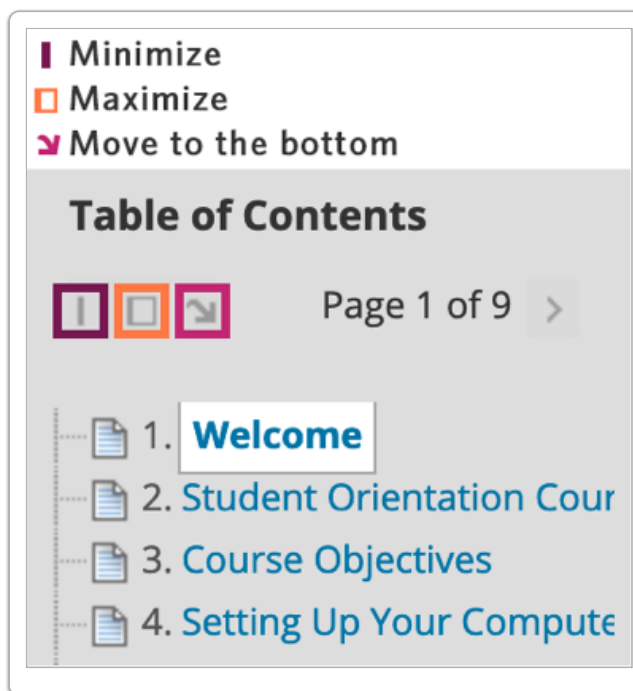 Minimize
Maximize
Move to the bottom
Table of Contents
Page 1 of 9
1. Welcome
2. Student Orientation Cour
3. Course Objectives
4. Setting Up Your Compute